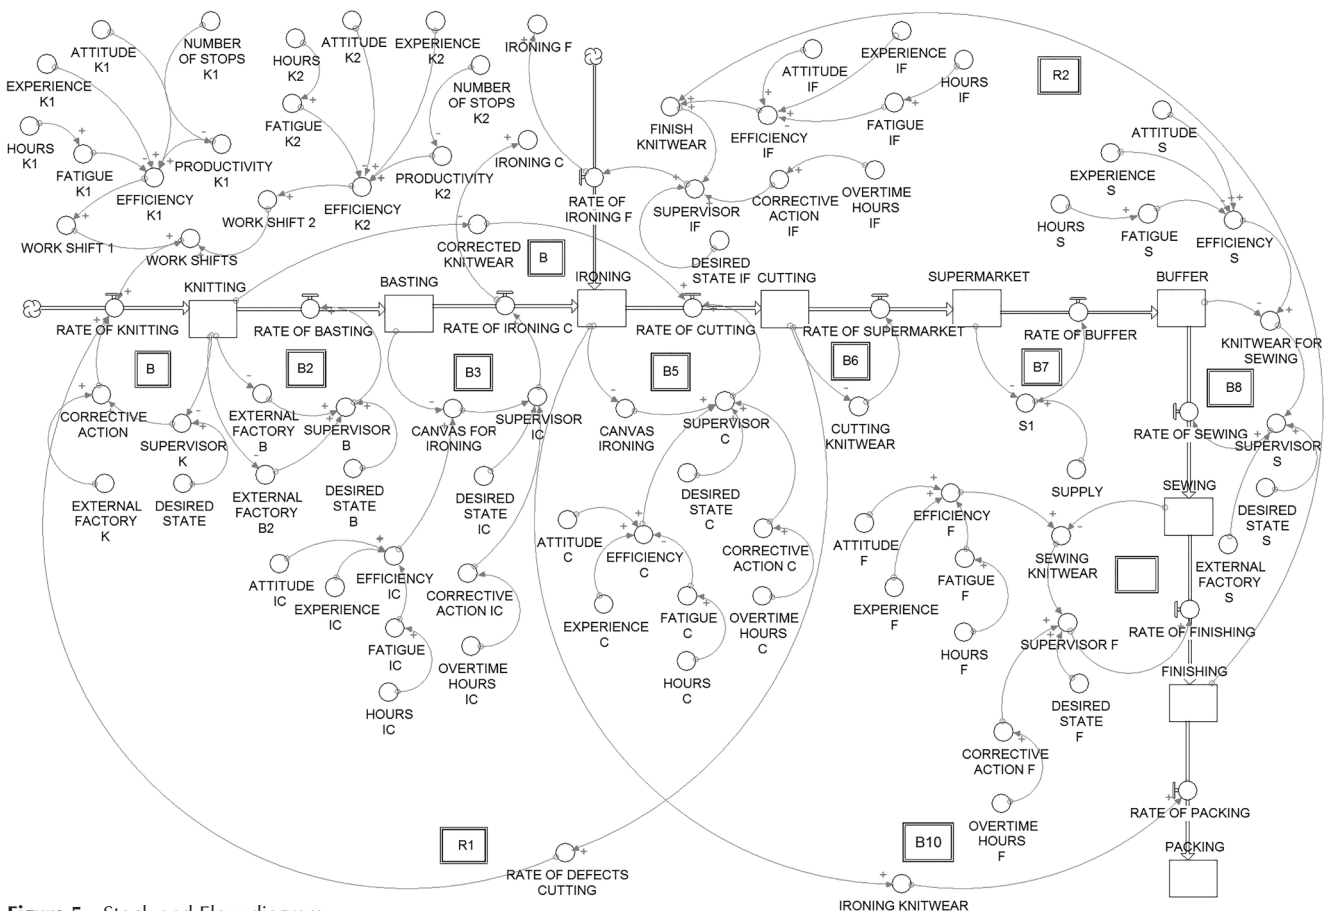 ATTITUDE
K1
NUMBER
OF STOPS
K1
EXPERIENCE
K1
HOURS
K1
FATIGUE
K1
PRODUCTIVITY
K1
EFFICIENCY
K1
WORK SHIFT 1
WORK SHIFTS
HOURS
K2
ATTITUDE
K2
EXPERIENCE
K2
NUMBER
OF STOPS
K2
FATIGUE
K2
PRODUCTIVITY
K2
EFFICIENCY
K2
WORK SHIFT 2
IRONING F
IRONING C
CORRECTED
KNITWEAR
B
RATE OF
IRONING F
FINISH
KNITWEAR
ATTITUDE
IF
EXPERIENCE
IF
HOURS
IF
EFFICIENCY
IF
FATIGUE
IF
SUPERVISOR
IF
CORRECTIVE
ACTION
IF
OVERTIME
HOURS
IF
DESIRED
STATE IF
R2
ATTITUDE
S
EXPERIENCE
S
HOURS
S
FATIGUE
S
EFFICIENCY
S
KNITTING
BASTING
IRONING
CUTTING
SUPERMARKET
BUFFER
RATE OF KNITTING
RATE OF BASTING
RATE OF IRONING C
RATE OF CUTTING
RATE OF SUPERMARKET
RATE OF BUFFER
KNITWEAR FOR
SEWING
B
B2
B3
B5
B6
B7
B8
CORRECTIVE
ACTION
SUPERVISOR
K
EXTERNAL
FACTORY
K
DESIRED
STATE
EXTERNAL
FACTORY
B
SUPERVISOR
B
EXTERNAL
FACTORY
B2
DESIRED
STATE
B
CANVAS FOR
IRONING
SUPERVISOR
IC
DESIRED
STATE
IC
ATTITUDE
IC
EXPERIENCE
IC
EFFICIENCY
IC
FATIGUE
IC
HOURS
IC
CORRECTIVE
ACTION IC
OVERTIME
HOURS
IC
CANVAS
IRONING
SUPERVISOR
C
DESIRED
STATE
C
ATTITUDE
C
EFFICIENCY
C
EXPERIENCE
C
FATIGUE
C
HOURS
C
CORRECTIVE
ACTION C
OVERTIME
HOURS
C
CUTTING
KNITWEAR
S1
SUPPLY
RATE OF SEWING
SUPERVISOR
S
DESIRED
STATE
S
EXTERNAL
FACTORY
S
SEWING
ATTITUDE
F
EFFICIENCY
F
EXPERIENCE
F
FATIGUE
F
HOURS
F
SEWING
KNITWEAR
SUPERVISOR F
DESIRED
STATE
F
CORRECTIVE
ACTION F
OVERTIME
HOURS
F
RATE OF FINISHING
FINISHING
RATE OF PACKING
PACKING
R1
RATE OF DEFECTS
CUTTING
B10
IRONING KNITWEAR
Figure 5. Stock and Flow diagram